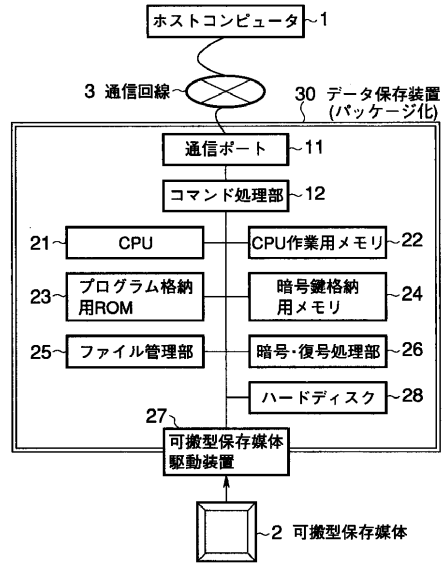 ホストコンピュータ 1
3 通信回線
30 データ保存装置
(パッケージ化)
通信ポート 11
コマンド処理部 12
21 CPU
CPU作業用メモリ 22
23 プログラム格納
用ROM
暗号鍵格納
用メモリ 24
25 ファイル管理部
暗号・復号処理部 26
ハードディスク 28
27
可搬型保存媒体
駆動装置
2 可搬型保存媒体